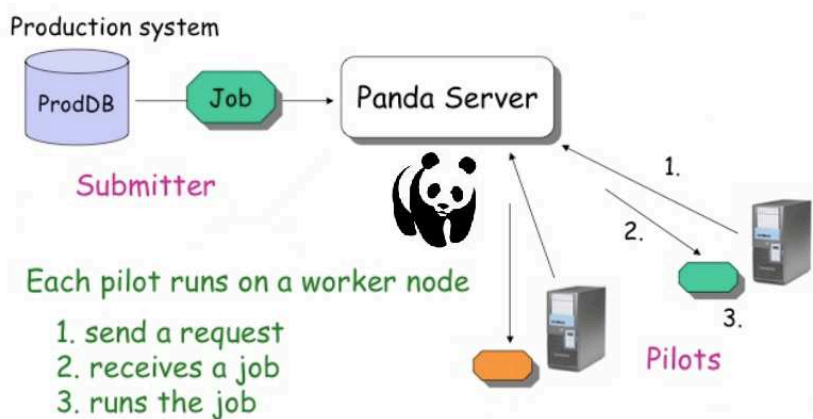 Production system
ProdDB
Job
Panda Server
Submitter
1.
2.
3.
Each pilot runs on a worker node
1. send a request
2. receives a job
3. runs the job
Pilots